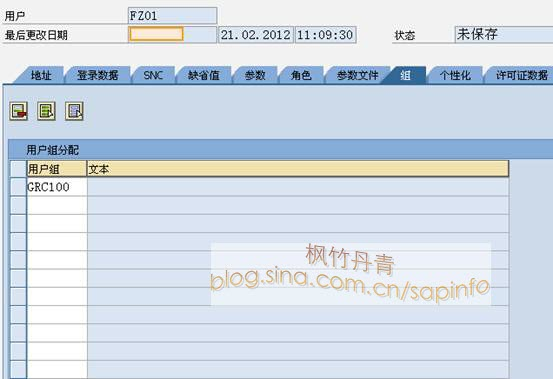 用户 FZ01
最后更改日期 21.02.2012 11:09:30 状态 未保存
地址 登录数据 SNC 缺省值 参数 角色 参数文件 组 个性化 许可证数据
用户组分配
用户组 文本
GRC100
枫竹丹青
blog.sina.com.cn/sapinfo